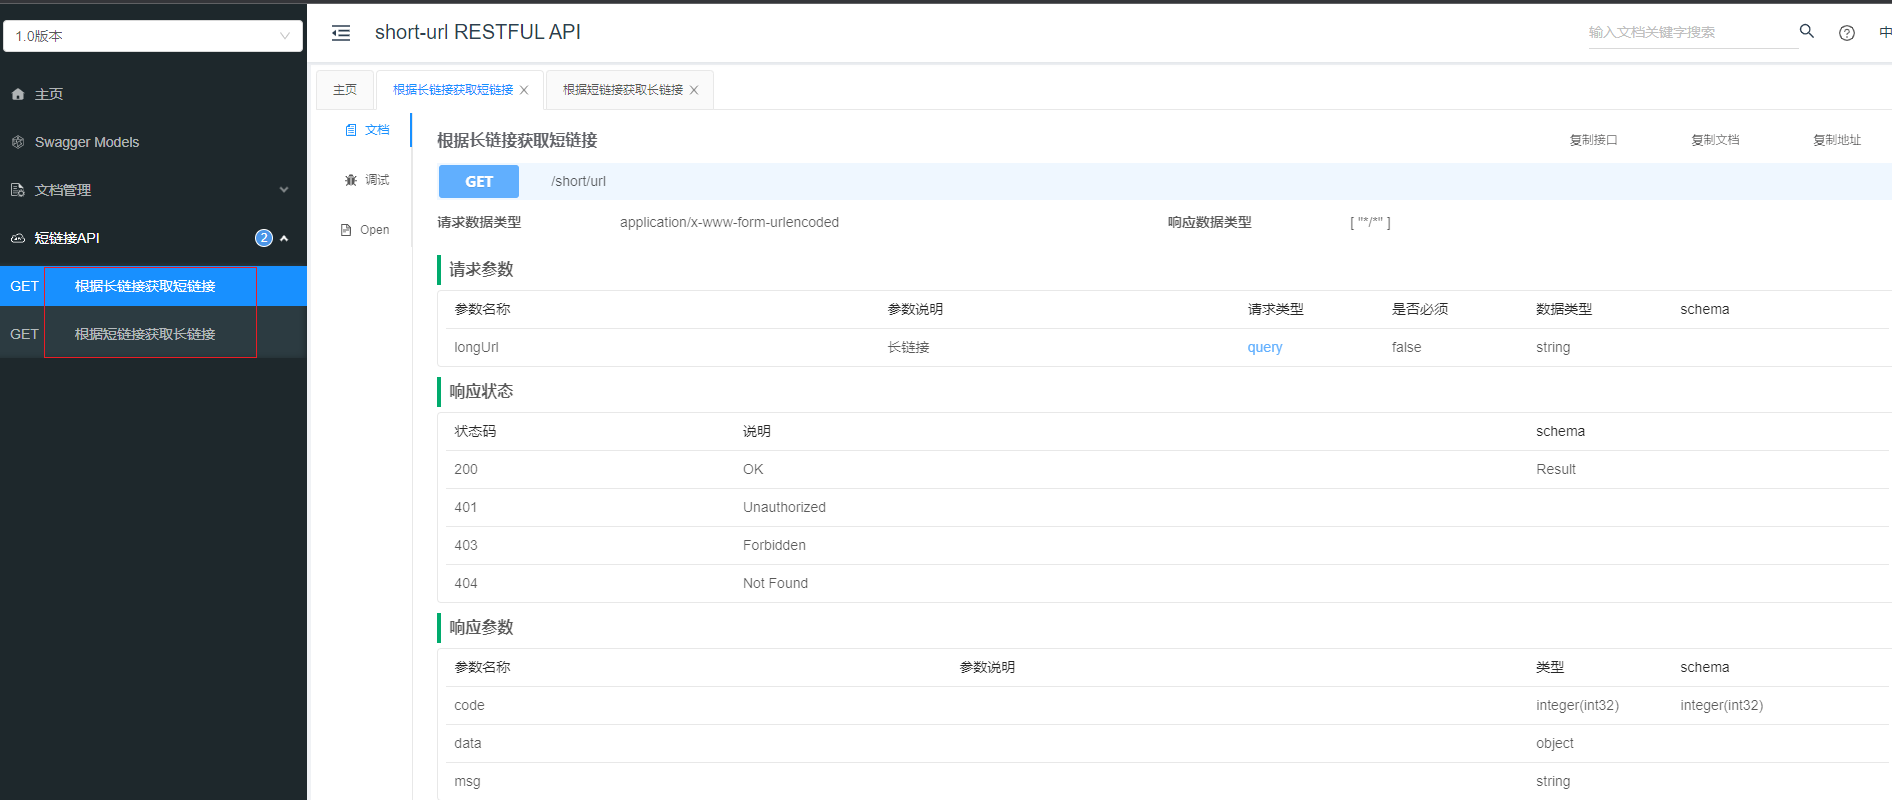 1.0版本
主页
Swagger Models
文档管理
短链接API 2
GET 根据长链接获取短链接
GET 根据短链接获取长链接
short-url RESTFUL API
输入文档关键字搜索
中
主页 根据长链接获取短链接 根据短链接获取长链接
文档
调试
Open
根据长链接获取短链接 复制接口 复制文档 复制地址
GET /short/url
请求数据类型 application/x-www-form-urlencoded 响应数据类型 [ "*/*" ]
请求参数
参数名称 参数说明 请求类型 是否必须 数据类型 schema
longUrl 长链接 query false string
响应状态
状态码 说明 schema
200 OK Result
401 Unauthorized
403 Forbidden
404 Not Found
响应参数
参数名称 参数说明 类型 schema
code integer(int32) integer(int32)
data object
msg string